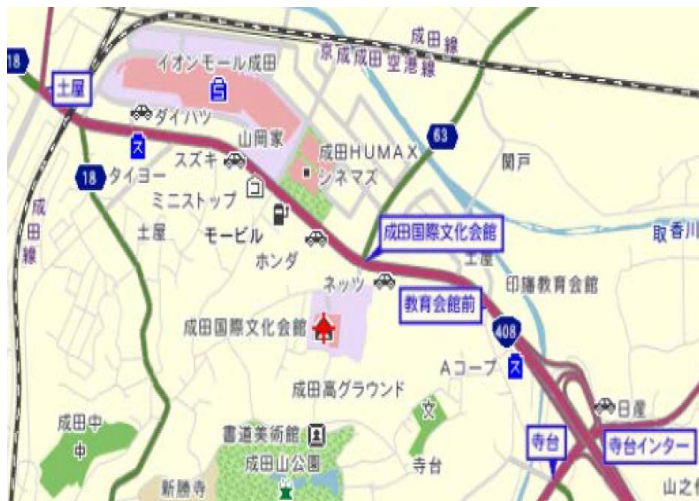 成田線
京成成田空港線
18
イオンモール成田
土屋
S
ダイハツ
63
山岡家
成田HUMAX
シネマズ
関戸
ス
スズキ
18
タイヨー
ミニストップ
成田線
土屋
モービル
成田国際文化会館
取香川
ホンダ
土屋
ネッツ
印旛教育会館
教育会館前
成田国際文化会館
408
Aコープ
ス
成田高グラウンド
日産
成田中
中
文
書道美術館
寺台
寺台インター
成田山公園
寺台
新勝寺